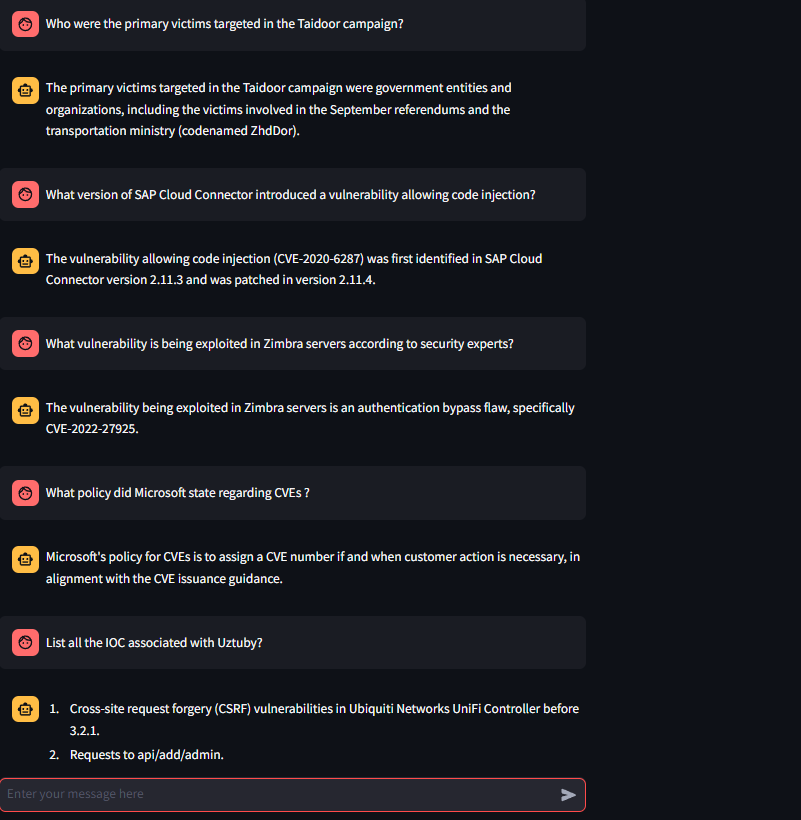 Who were the primary victims targeted in the Taidoor campaign?
The primary victims targeted in the Taidoor campaign were government entities and
organizations, including the victims involved in the September referendums and the
transportation ministry (codenamed ZhdDor).
What version of SAP Cloud Connector introduced a vulnerability allowing code injection?
The vulnerability allowing code injection (CVE-2020-6287) was first identified in SAP Cloud
Connector version 2.11.3 and was patched in version 2.11.4.
What vulnerability is being exploited in Zimbra servers according to security experts?
The vulnerability being exploited in Zimbra servers is an authentication bypass flaw, specifically
CVE-2022-27925.
What policy did Microsoft state regarding CVEs ?
Microsoft's policy for CVEs is to assign a CVE number if and when customer action is necessary, in
alignment with the CVE issuance guidance.
List all the IOC associated with Uztuby?
1. Cross-site request forgery (CSRF) vulnerabilities in Ubiquiti Networks UniFi Controller before
3.2.1.
2. Requests to api/add/admin.
Enter your message here